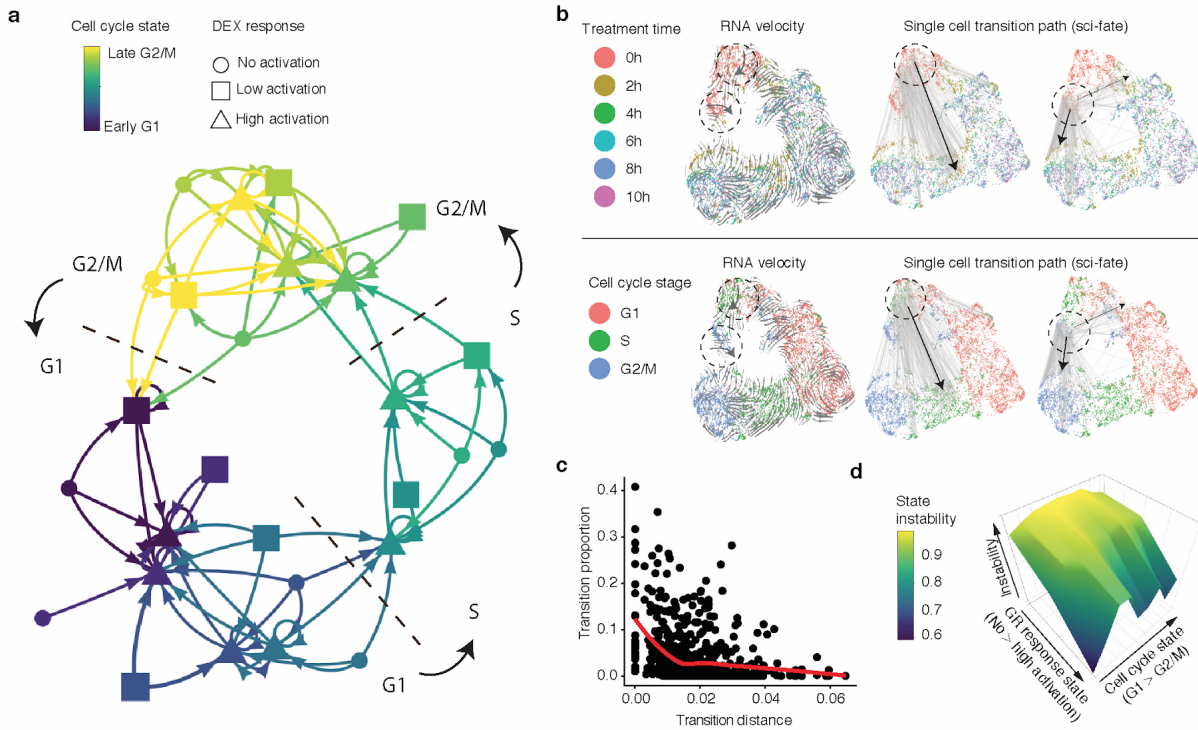 a
Cell cycle state
Late G2/M
Early G1
DEX response
No activation
Low activation
High activation
G2/M
G2/M
S
G1
S
G1
b
Treatment time
0h
2h
4h
6h
8h
10h
RNA velocity
Single cell transition path (sci-fate)
Cell cycle stage
G1
S
G2/M
RNA velocity
Single cell transition path (sci-fate)
c
Transition proportion
0.4
0.3
0.2
0.1
0.0
0.00
0.02
0.04
0.06
Transition distance
d
State
instability
0.9
0.8
0.7
0.6
Instability
GR response state
(No > high activation)
Cell cycle state
(G1 > G2/M)